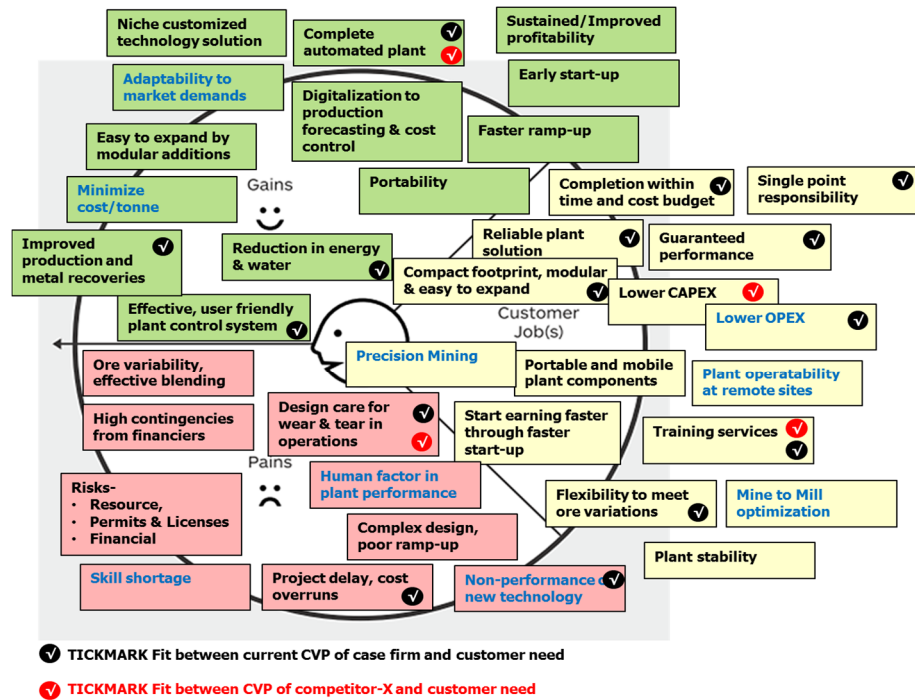 Niche customized
technology solution
Complete
automated plant
Sustained/Improved
profitability
Adaptability to
market demands
Early start-up
Digitalization to
production
forecasting & cost
control
Easy to expand by
modular additions
Faster ramp-up
Minimize
cost/tonne
Gains
Portability
Completion within
time and cost budget
Single point
responsibility
Improved
production and
metal recoveries
Reduction in energy
& water
Reliable plant
solution
Guaranteed
performance
Compact footprint, modular
& easy to expand
Lower CAPEX
Effective, user friendly
plant control system
Customer
Job(s)
Lower OPEX
Ore variability,
effective blending
Precision Mining
Portable and mobile
plant components
Plant operatability
at remote sites
High contingencies
from financiers
Design care for
wear & tear in
operations
Start earning faster
through faster
start-up
Training services
Pains
Risks-
• Resource,
• Permits & Licenses
• Financial
Human factor in
plant performance
Flexibility to meet
ore variations
Mine to Mill
optimization
Complex design,
poor ramp-up
Plant stability
Skill shortage
Project delay, cost
overruns
Non-performance
new technology
TICKMARK Fit between current CVP of case firm and customer need
TICKMARK Fit between CVP of competitor-X and customer need